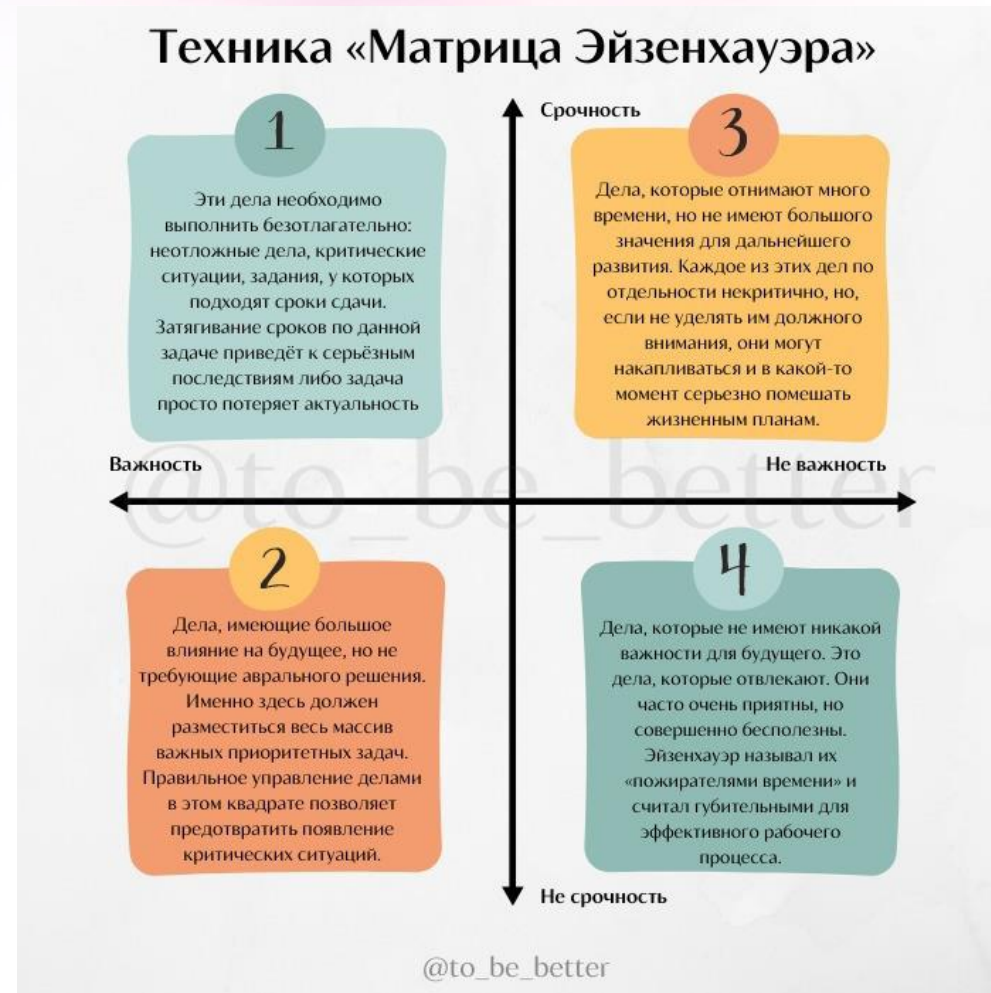 Техника «Матрица Эйзенхауэра»
Срочность
1
Эти дела необходимо
выполнить безотлагательно:
неотложные дела, критические
ситуации, задания, у которых
подходят сроки сдачи.
Затягивание сроков по данной
задаче приведёт к серьёзным
последствиям либо задача
просто потеряет актуальность
3
Дела, которые отнимают много
времени, но не имеют большого
значения для дальнейшего
развития. Каждое из этих дел по
отдельности некритично, но,
если не уделять им должного
внимания, они могут
накапливаться и в какой-то
момент серьезно помешать
жизненным планам.
Важность
Не важность
@to_be_better
2
Дела, имеющие большое
влияние на будущее, но не
требующие аврального решения.
Именно здесь должен
разместиться весь массив
важных приоритетных задач.
Правильное управление делами
в этом квадрате позволяет
предотвратить появление
критических ситуаций.
4
Дела, которые не имеют никакой
важности для будущего. Это
дела, которые отвлекают. Они
часто очень приятны, но
совершенно бесполезны.
Эйзенхауэр называл их
«пожирателями времени» и
считал губительными для
эффективного рабочего
процесса.
Не срочность
@to_be_better